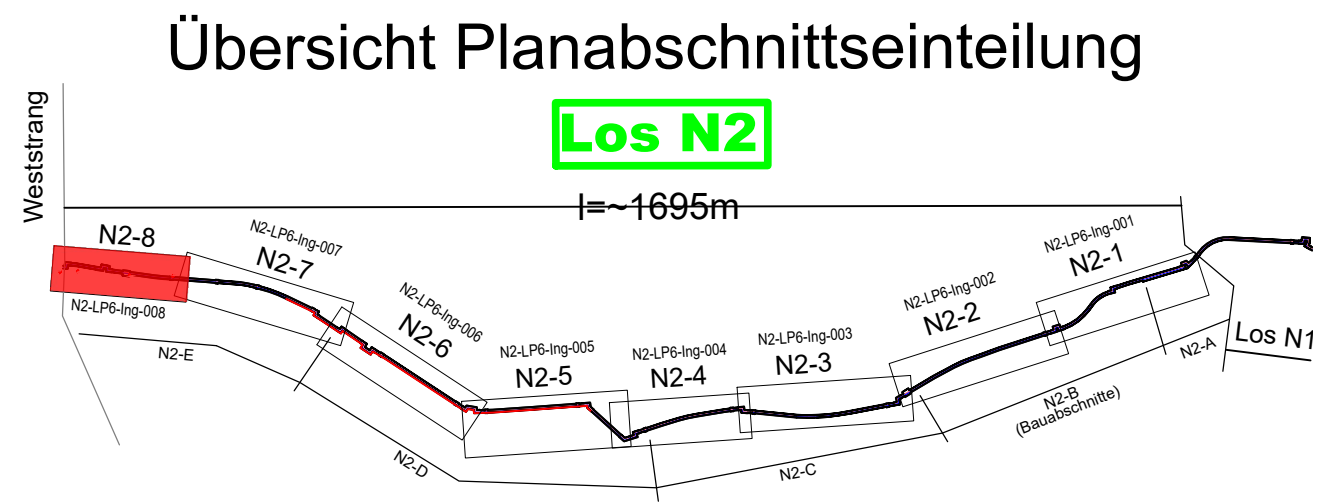 Übersicht Planabschnittseinteilung
Los N2
Weststrang
l=~1695m
N2-8
N2-LP6-Ing-008
N2-LP6-Ing-007
N2-7
N2-LP6-Ing-006
N2-6
N2-LP6-Ing-005
N2-5
N2-LP6-Ing-004
N2-4
N2-LP6-Ing-003
N2-3
N2-LP6-Ing-002
N2-2
N2-LP6-Ing-001
N2-1
Los N1
N2-E
N2-D
N2-C
N2-B
(Bauabschnitte)
N2-A